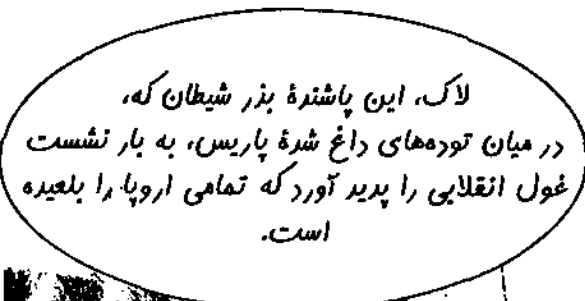 لاک، این پاشندهٔ بذر شیطان که،
در میان توده‌های داغ شدهٔ پاریس، به بار نشست
غول انقلابی را پدید آورد که تمامی اروپا را بلعیده
است.